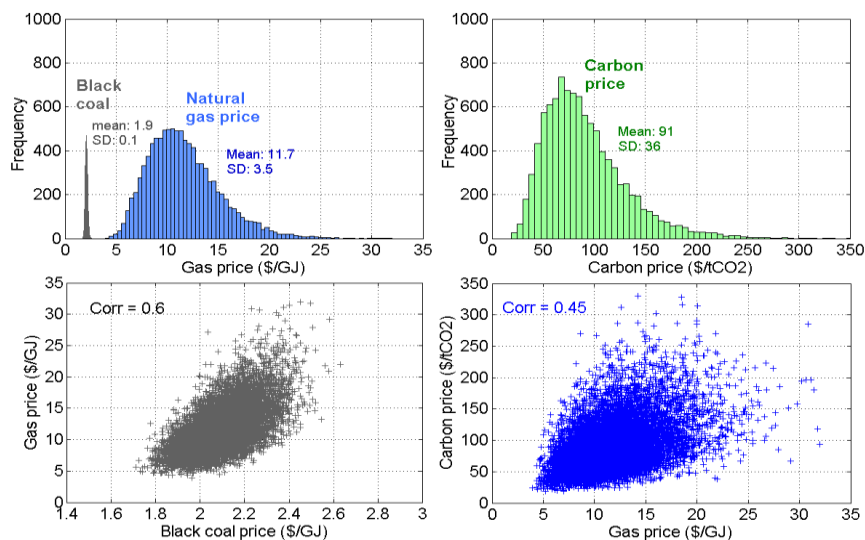 1000
800
600
400
200
0
Frequency
Black
coal
mean: 1.9
SD: 0.1
Natural
gas price
Mean: 11.7
SD: 3.5
0 5 10 15 20 25 30 35
Gas price ($/GJ)
1000
800
600
400
200
0
Frequency
Carbon
price
Mean: 91
SD: 36
0 50 100 150 200 250 300 350
Carbon price ($/tCO2)
35
30
25
20
15
10
5
0
Gas price ($/GJ)
Corr = 0.6
1.4 1.6 1.8 2 2.2 2.4 2.6 2.8 3
Black coal price ($/GJ)
350
300
250
200
150
100
50
0
Carbon price ($/tCO2)
Corr = 0.45
0 5 10 15 20 25 30 35
Gas price ($/GJ)